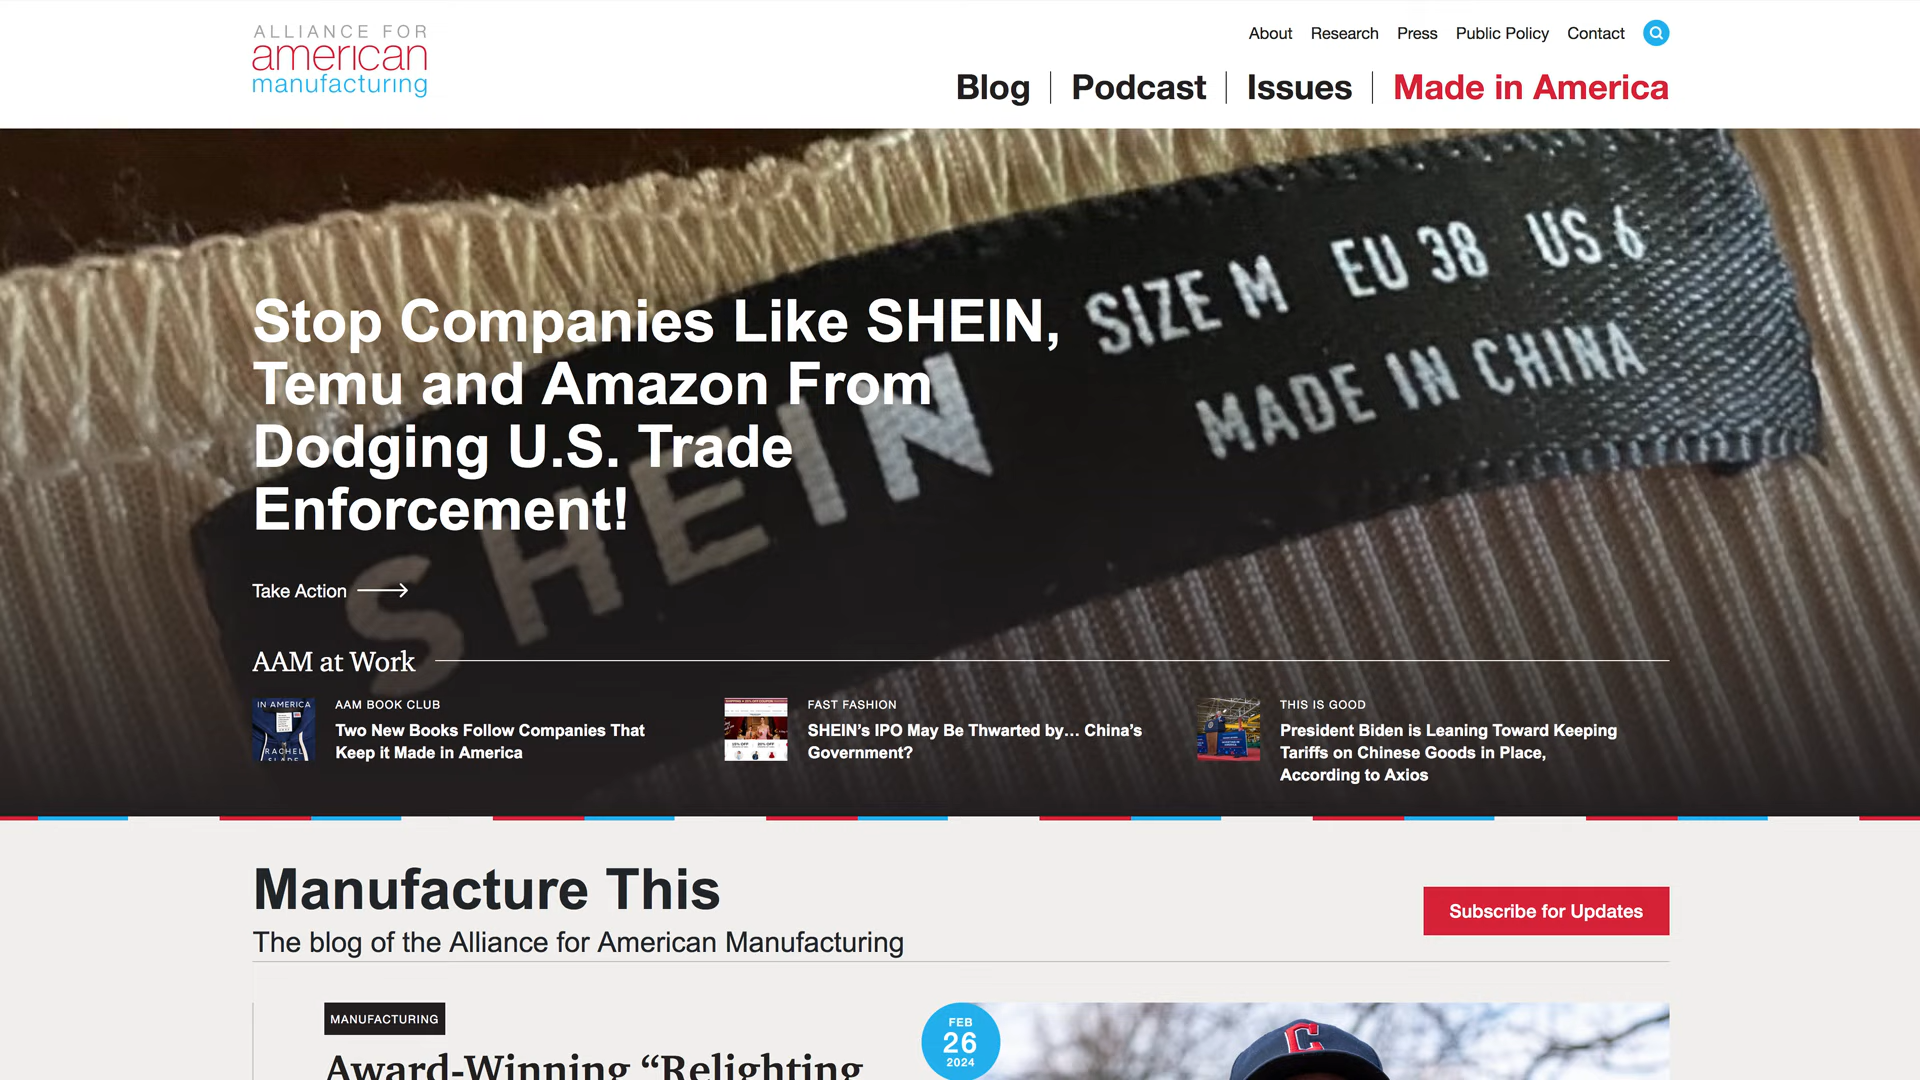 ALLIANCE FOR
american
manufacturing
About Research Press Public Policy Contact
Blog Podcast Issues Made in America
SIZE M EU 38 US 6
MADE IN CHINA
SHEIN
Stop Companies Like SHEIN,
Temu and Amazon From
Dodging U.S. Trade
Enforcement!
Take Action
AAM at Work
IN AMERICA
RACHEL
AAM BOOK CLUB
Two New Books Follow Companies That
Keep it Made in America
FAST FASHION
SHEIN’s IPO May Be Thwarted by… China’s
Government?
THIS IS GOOD
President Biden is Leaning Toward Keeping
Tariffs on Chinese Goods in Place,
According to Axios
Manufacture This
The blog of the Alliance for American Manufacturing
Subscribe for Updates
MANUFACTURING
Award-Winning “Relighting
FEB
26
2024
C